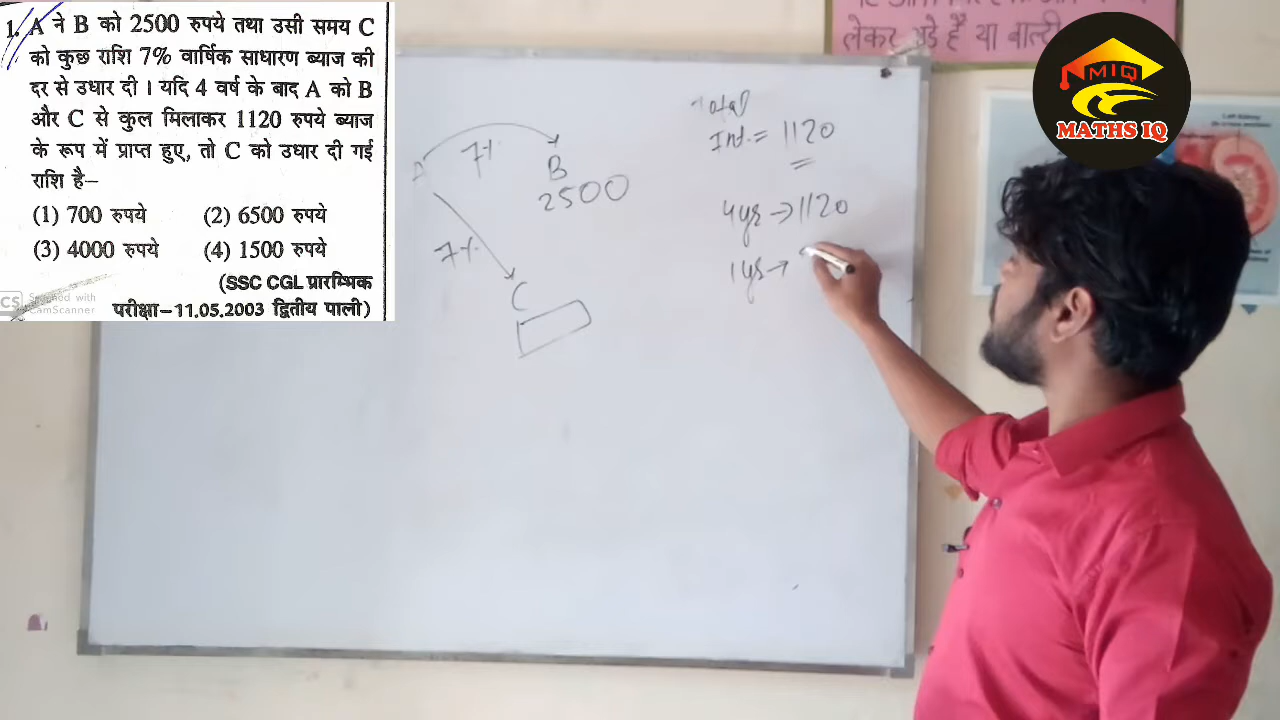 1. A ने B को 2500 रुपये तथा उसी समय C
को कुछ राशि 7% वार्षिक साधारण ब्याज की
दर से उधार दी । यदि 4 वर्ष के बाद A को B
और C से कुल मिलाकर 1120 रुपये ब्याज
के रूप में प्राप्त हुए, तो C को उधार दी गई
राशि है–
(1) 700 रुपये (2) 6500 रुपये
(3) 4000 रुपये (4) 1500 रुपये
(SSC CGL प्रारम्भिक
परीक्षा–11.05.2003 द्वितीय पाली)
CS Scanned with
CamScanner
लेकर खड़े हैं या
MIQ
MATHS IQ
Left Kidney
Total
Int. = 1120
4yr → 1120
1yr →
A 7% B
2500
7%
C